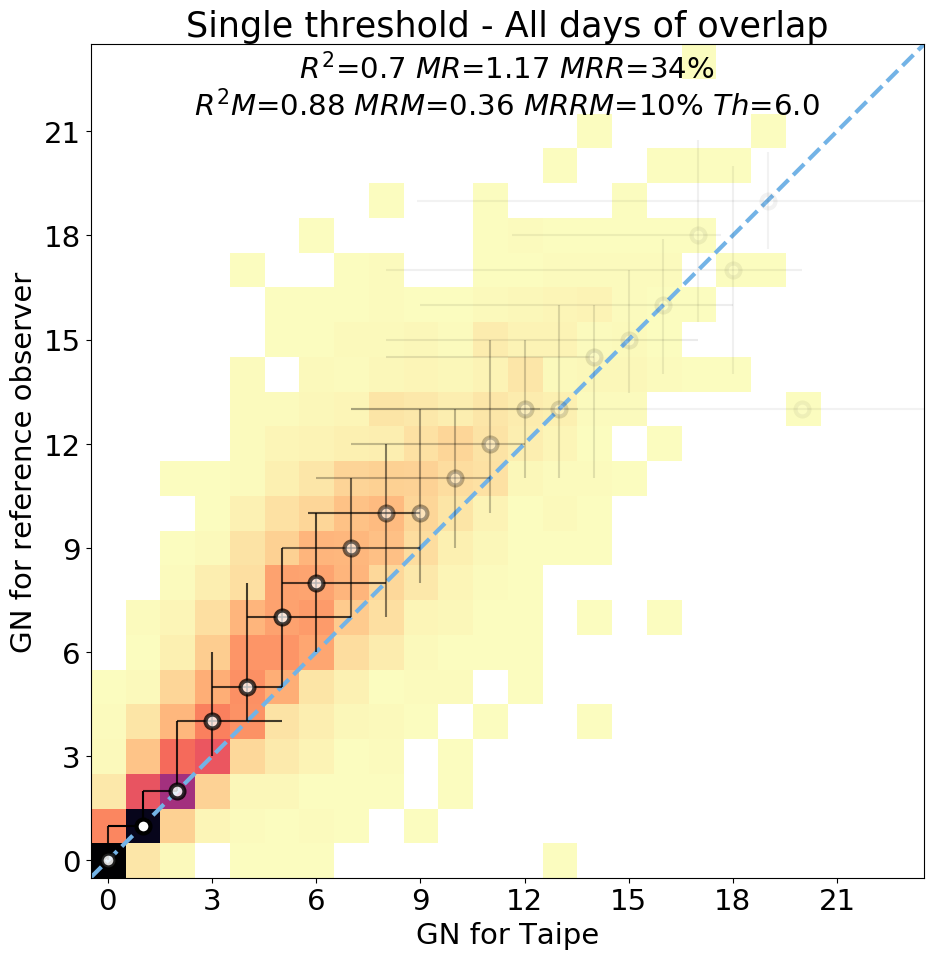 Single threshold - All days of overlap
R²=0.7 MR=1.17 MRR=34%
R²M=0.88 MRM=0.36 MRRM=10% Th=6.0
21
18
15
12
9
6
3
0
GN for reference observer
0 3 6 9 12 15 18 21
GN for Taipe